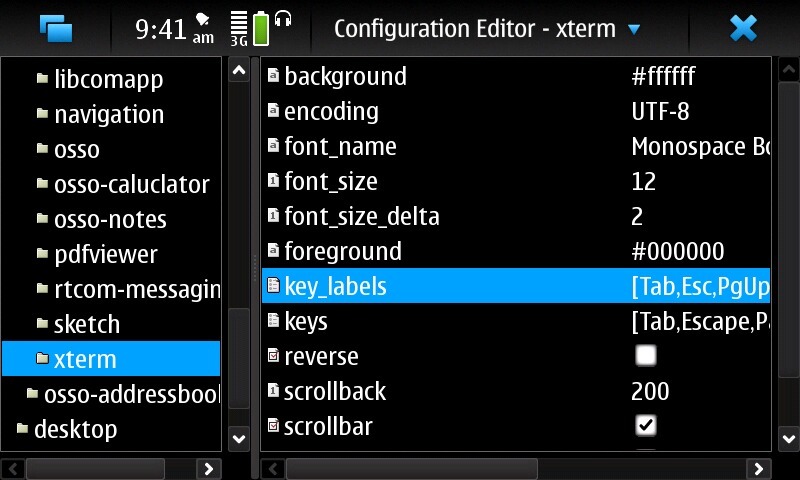 9:41 am 3G Configuration Editor - xterm
libcomapp
navigation
osso
osso-caluclator
osso-notes
pdfviewer
rtcom-messagin
sketch
xterm
osso-addressbool
desktop
background #ffffff
encoding UTF-8
font_name Monospace Bo
font_size 12
font_size_delta 2
foreground #000000
key_labels [Tab,Esc,PgUp
keys [Tab,Escape,Pa
reverse
scrollback 200
scrollbar